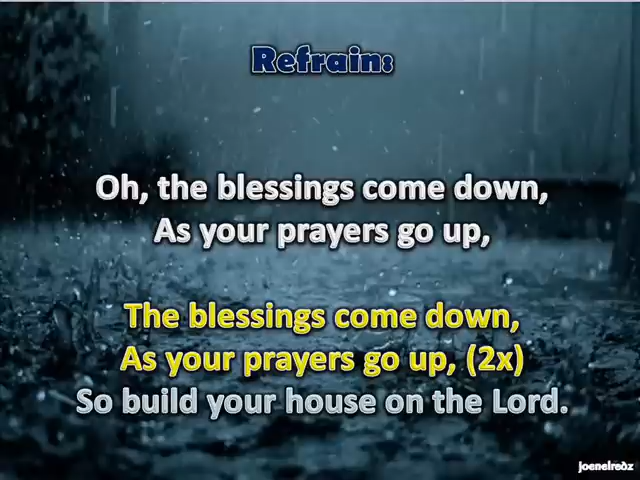 Refrain:
Oh, the blessings come down,
As your prayers go up,
The blessings come down,
As your prayers go up, (2x)
So build your house on the Lord.
joenelredz